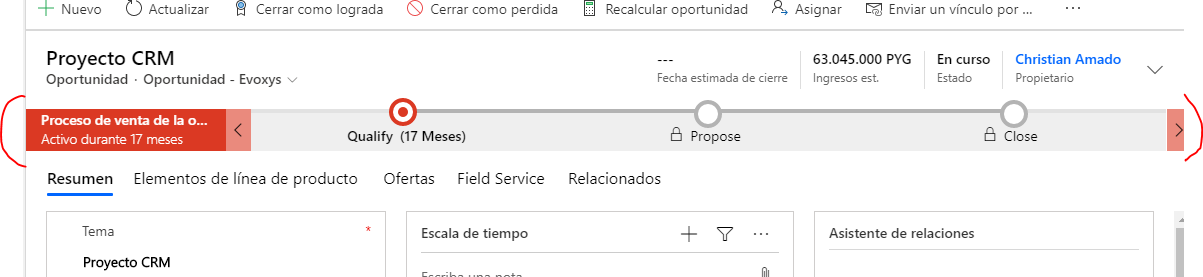 Nuevo Actualizar Cerrar como lograda Cerrar como perdida Recalcular oportunidad Asignar Enviar un vínculo por ...
Proyecto CRM
Oportunidad · Oportunidad - Evoxys
---
Fecha estimada de cierre
63.045.000 PYG
Ingresos est.
En curso
Estado
Christian Amado
Propietario
Proceso de venta de la o...
Activo durante 17 meses
Qualify (17 Meses)
Propose
Close
Resumen Elementos de línea de producto Ofertas Field Service Relacionados
Tema *
Proyecto CRM
Escala de tiempo
Escriba una nota
Asistente de relaciones